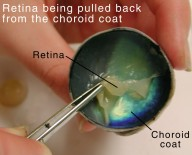 Retina being pulled back
from the choroid coat
Retina
Choroid
coat